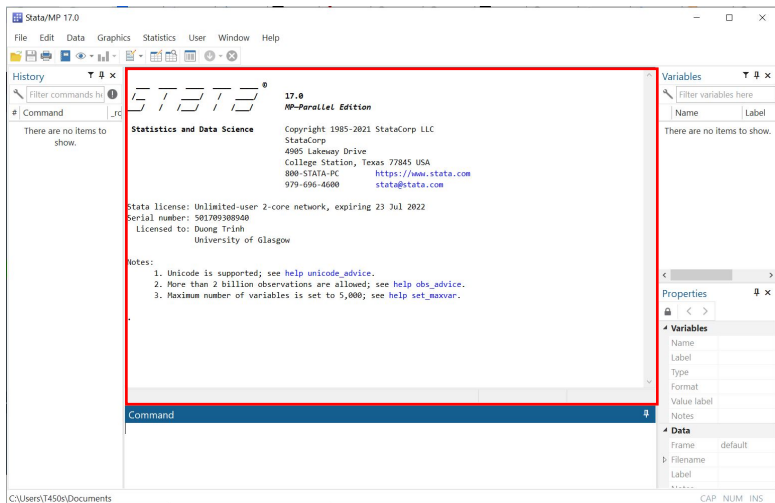 Stata/MP 17.0
File Edit Data Graphics Statistics User Window Help
History
Filter commands he
# Command _rc
There are no items to
show.
®
17.0
MP—Parallel Edition
Statistics and Data Science Copyright 1985-2021 StataCorp LLC
StataCorp
4905 Lakeway Drive
College Station, Texas 77845 USA
800-STATA-PC https://www.stata.com
979-696-4600 stata@stata.com
Stata license: Unlimited-user 2-core network, expiring 23 Jul 2022
Serial number: 501709308940
Licensed to: Duong Trinh
University of Glasgow
Notes:
1. Unicode is supported; see help unicode_advice.
2. More than 2 billion observations are allowed; see help obs_advice.
3. Maximum number of variables is set to 5,000; see help set_maxvar.
.
Command
Variables
Filter variables here
Name Label
There are no items to show.
Properties
Variables
Name
Label
Type
Format
Value label
Notes
Data
Frame default
Filename
Label
C:\Users\T450s\Documents
CAP NUM INS